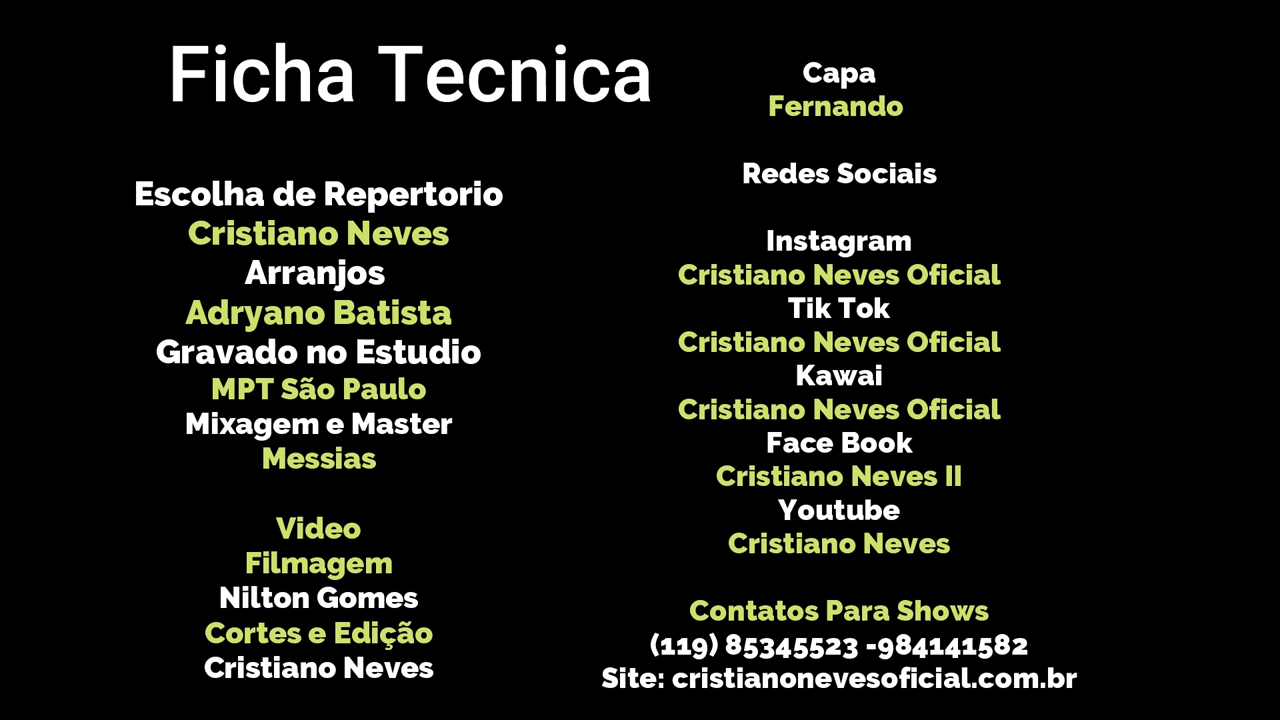 Ficha Tecnica
Escolha de Repertorio
Cristiano Neves
Arranjos
Adryano Batista
Gravado no Estudio
MPT São Paulo
Mixagem e Master
Messias
Video
Filmagem
Nilton Gomes
Cortes e Edição
Cristiano Neves
Capa
Fernando
Redes Sociais
Instagram
Cristiano Neves Oficial
Tik Tok
Cristiano Neves Oficial
Kawai
Cristiano Neves Oficial
Face Book
Cristiano Neves II
Youtube
Cristiano Neves
Contatos Para Shows
(119) 85345523 -984141582
Site: cristianonevesoficial.com.br